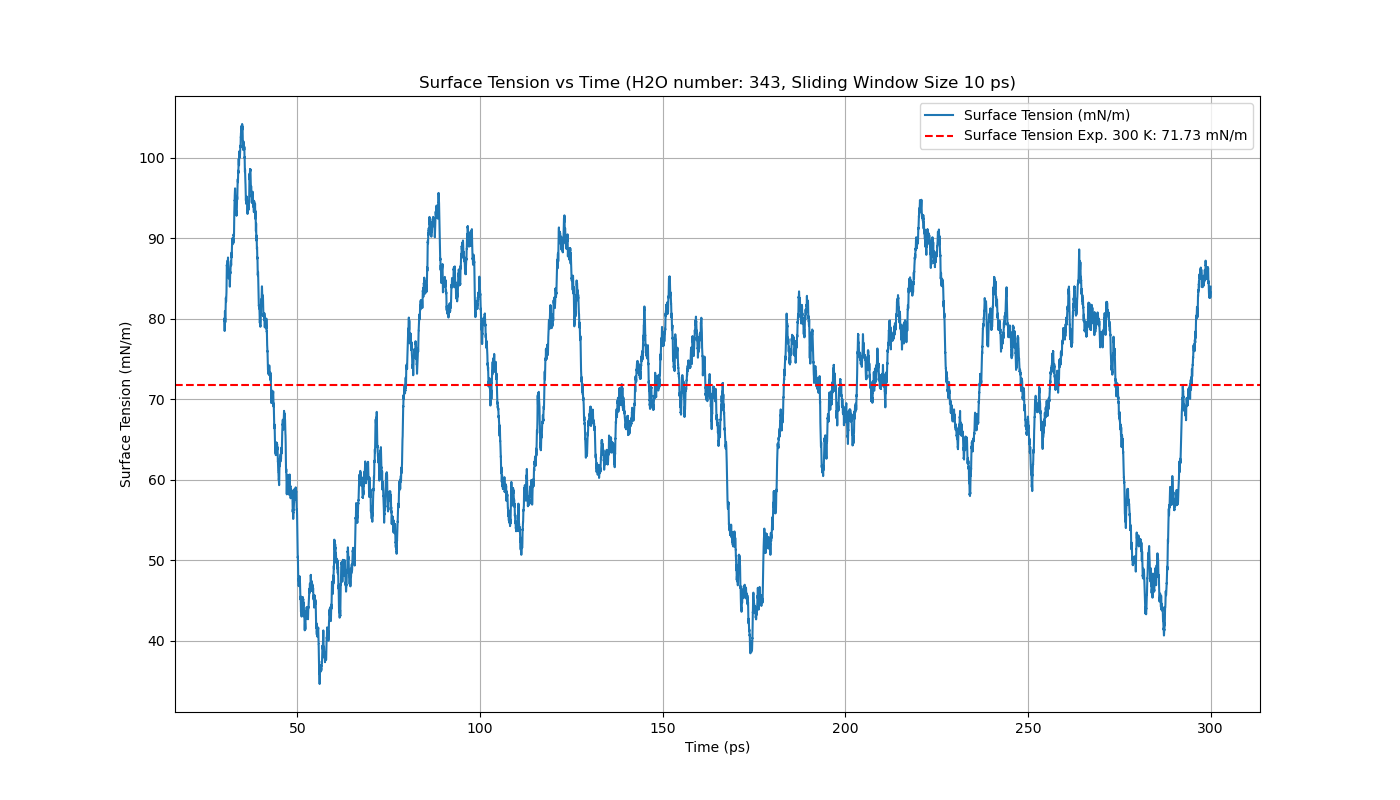 Surface Tension vs Time (H2O number: 343, Sliding Window Size 10 ps)
Surface Tension (mN/m)
Surface Tension Exp. 300 K: 71.73 mN/m
100
90
80
70
60
50
40
Surface Tension (mN/m)
50
100
150
200
250
300
Time (ps)